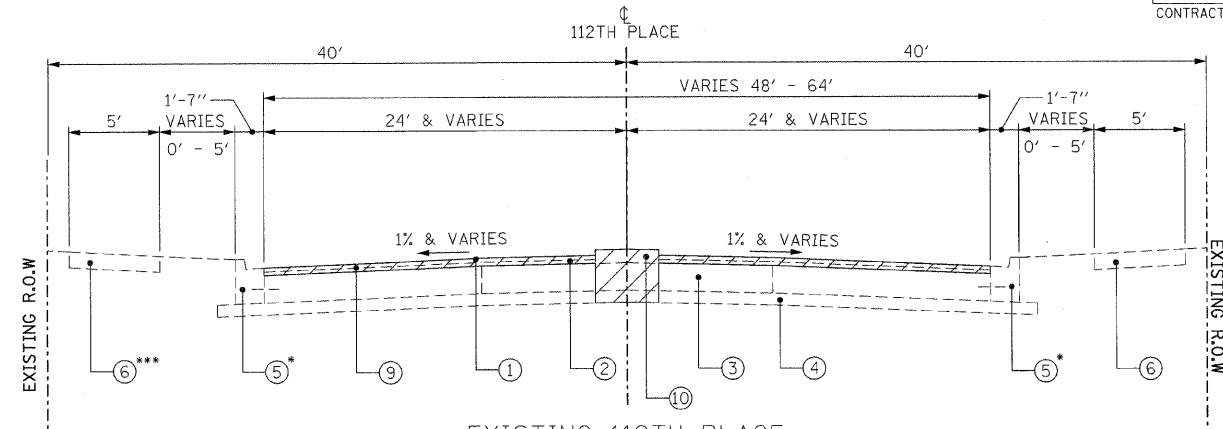 CONTRACT
℄
112TH PLACE
40'
40'
VARIES 48' - 64'
1'-7"
1'-7"
5'
VARIES
24' & VARIES
24' & VARIES
VARIES
5'
0' - 5'
0' - 5'
1% & VARIES
1% & VARIES
EXISTING R.O.W
EXISTING R.O.W
6***
5*
9
1
2
3
4
5*
6
10
EXISTING 112TH PLACE